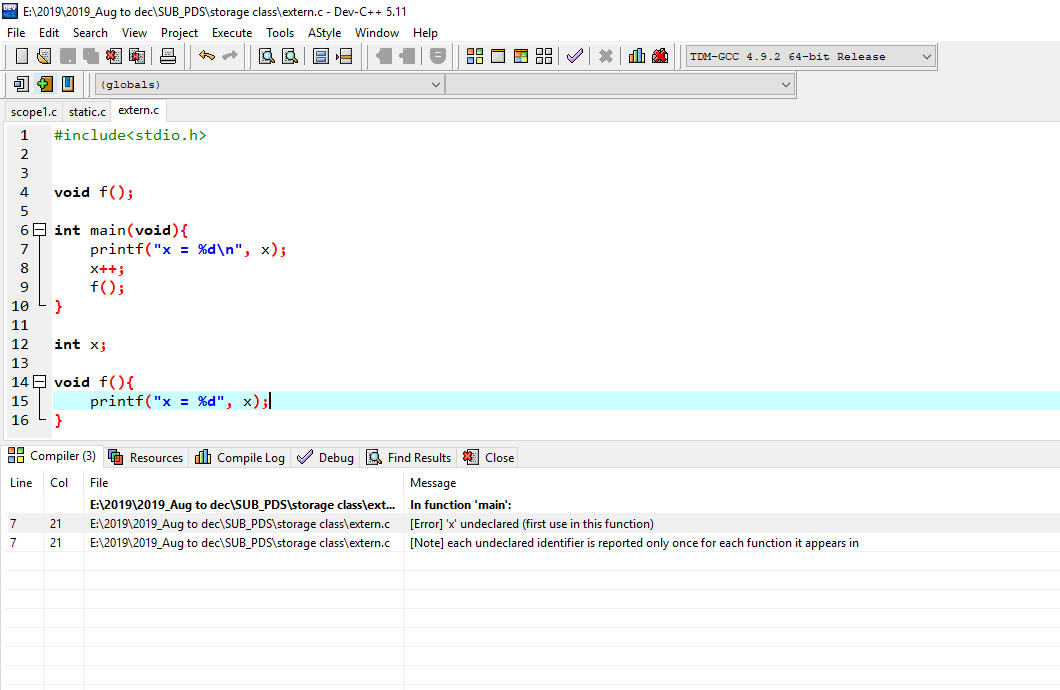 E:\2019\2019_Aug to dec\SUB_PDS\storage class\extern.c - Dev-C++ 5.11
File Edit Search View Project Execute Tools AStyle Window Help
TDM-GCC 4.9.2 64-bit Release
(globals)
scope1.c static.c extern.c
1 #include<stdio.h>
2
3
4 void f();
5
6 int main(void){
7 printf("x = %d\n", x);
8 x++;
9 f();
10 }
11
12 int x;
13
14 void f(){
15 printf("x = %d", x);
16 }
Compiler (3) Resources Compile Log Debug Find Results Close
Line Col File Message
E:\2019\2019_Aug to dec\SUB_PDS\storage class\ext... In function 'main':
7 21 E:\2019\2019_Aug to dec\SUB_PDS\storage class\extern.c [Error] 'x' undeclared (first use in this function)
7 21 E:\2019\2019_Aug to dec\SUB_PDS\storage class\extern.c [Note] each undeclared identifier is reported only once for each function it appears in